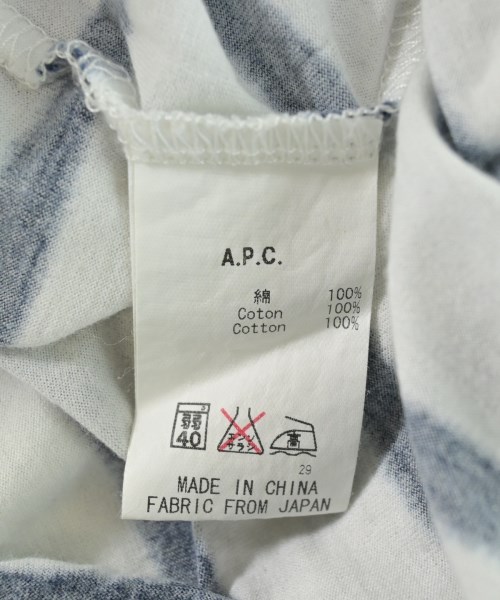 A.P.C.
綿 100%
Coton 100%
Cotton 100%
弱 エンソ 高
40 サラシ
29
MADE IN CHINA
FABRIC FROM JAPAN